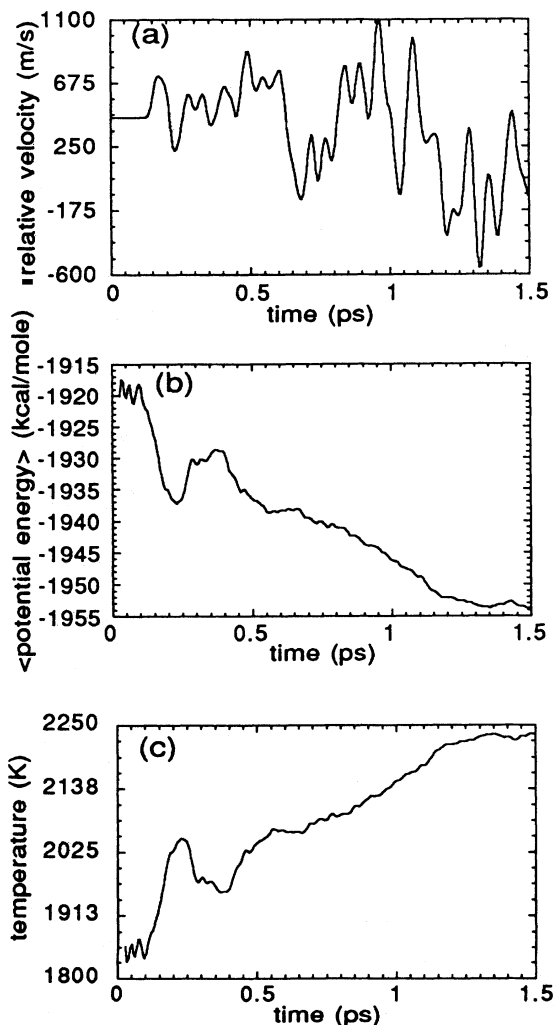 (a)
1100
675
250
-175
-600
relative velocity (m/s)
0 0.5 1 1.5
time (ps)
(b)
-1915
-1920
-1925
-1930
-1935
-1940
-1945
-1950
-1955
<potential energy> (kcal/mole)
0 0.5 1 1.5
time (ps)
(c)
2250
2138
2025
1913
1800
temperature (K)
0 0.5 1 1.5
time (ps)